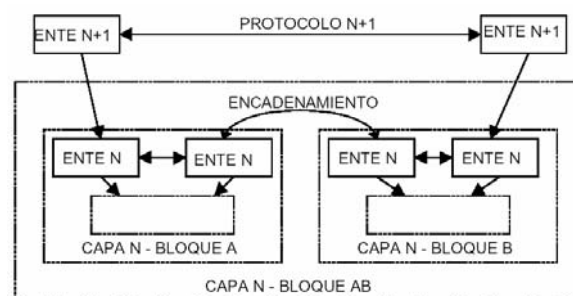 PROTOCOLO N+1
ENTE N+1
ENTE N+1
ENCADENAMIENTO
ENTE N
ENTE N
ENTE N
ENTE N
CAPA N - BLOQUE A
CAPA N - BLOQUE B
CAPA N - BLOQUE AB